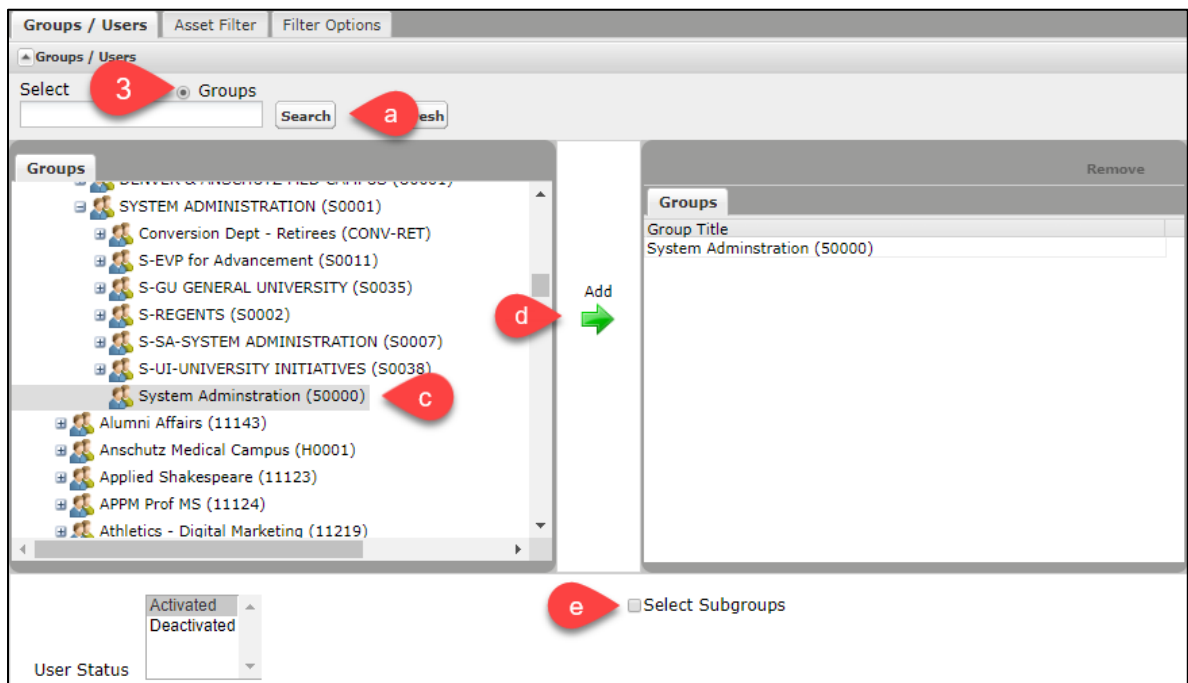 Groups / Users Asset Filter Filter Options
Groups / Users
Select 3 Groups
Search a esh
Groups Remove
SYSTEM ADMINISTRATION (S0001) Groups
Conversion Dept - Retirees (CONV-RET) Group Title
S-EVP for Advancement (S0011) System Adminstration (50000)
S-GU GENERAL UNIVERSITY (S0035) Add
S-REGENTS (S0002) d
S-SA-SYSTEM ADMINISTRATION (S0007)
S-UI-UNIVERSITY INITIATIVES (S0038)
System Adminstration (50000) c
Alumni Affairs (11143)
Anschutz Medical Campus (H0001)
Applied Shakespeare (11123)
APPM Prof MS (11124)
Athletics - Digital Marketing (11219)
Activated e Select Subgroups
Deactivated
User Status